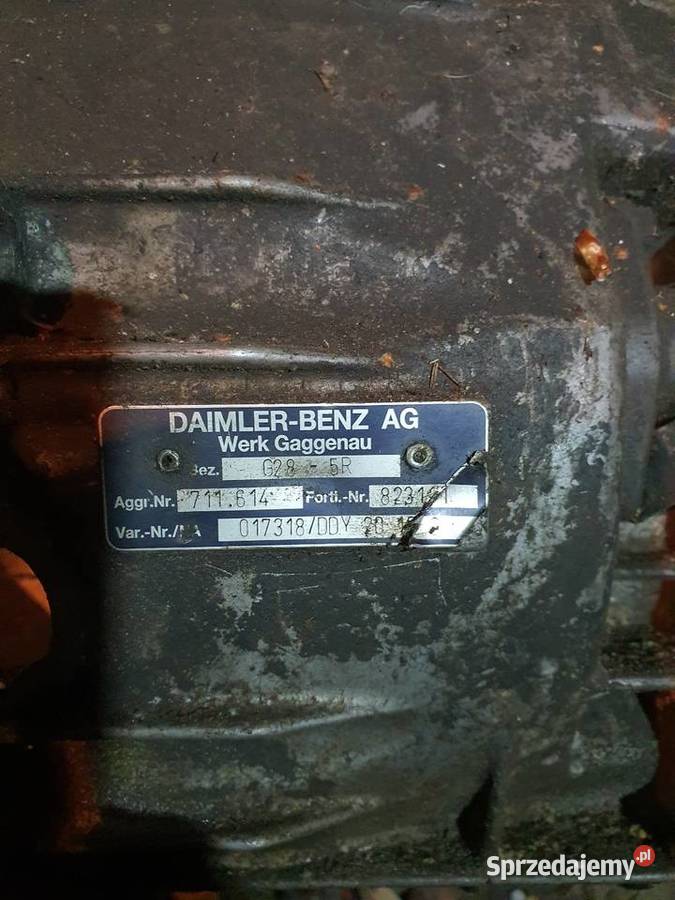 DAIMLER-BENZ AG
Werk Gaggenau
Bez. G28 - 5R
Aggr.Nr. 711.614 Fortl.-Nr.
Var.-Nr./ 017318/DDY 20
Sprzedajemy.pl